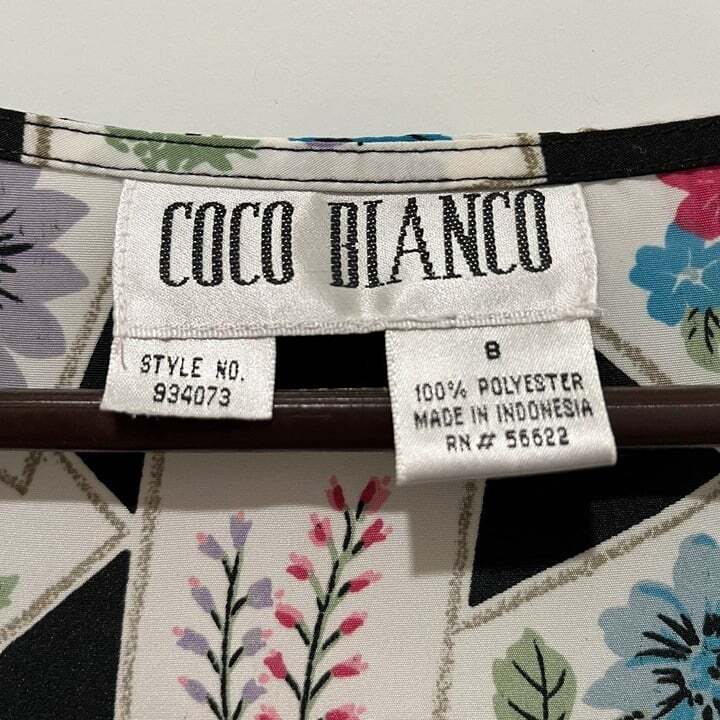 COCO BIANCO
STYLE NO.
934073
8
100% POLYESTER
MADE IN INDONESIA
RN # 56622